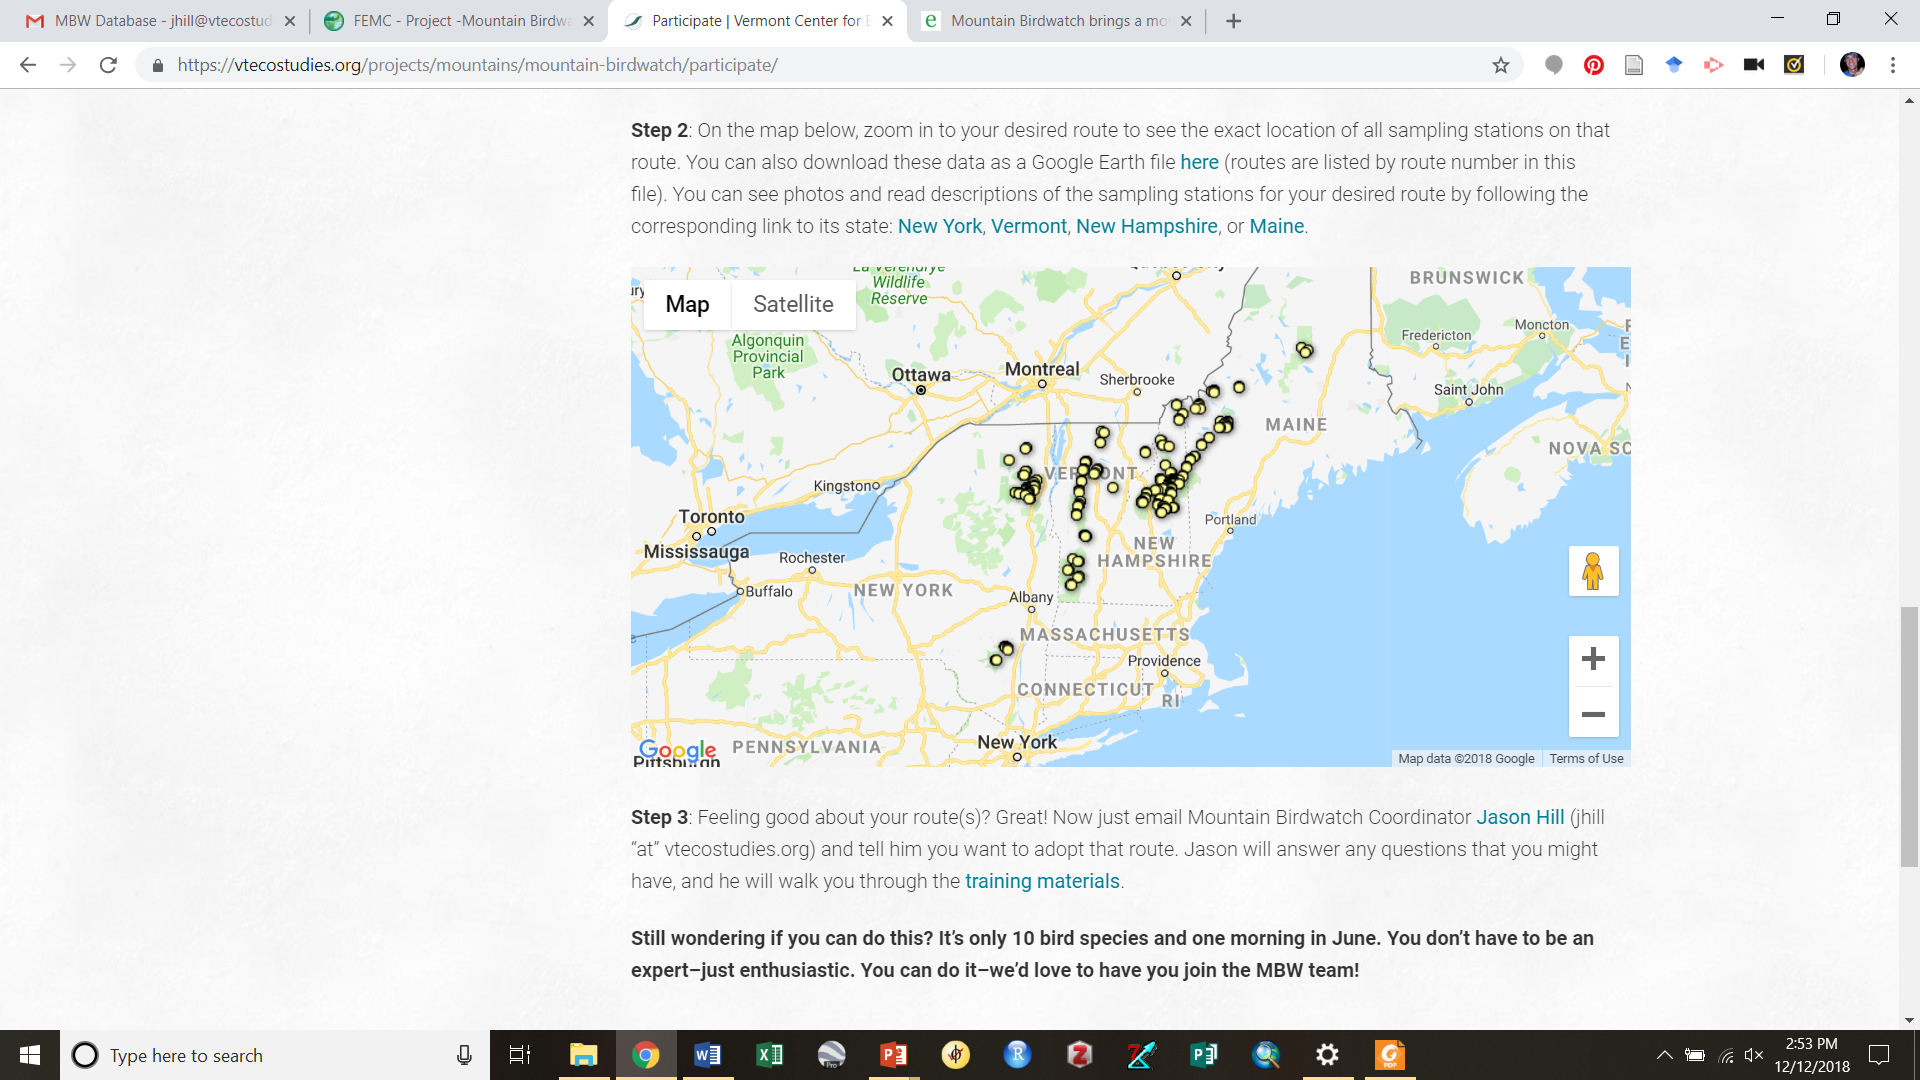 MBW Database - jhill@vtecostud
FEMC - Project -Mountain Birdwa
Participate | Vermont Center for E
Mountain Birdwatch brings a mo
https://vtecostudies.org/projects/mountains/mountain-birdwatch/participate/
Step 2: On the map below, zoom in to your desired route to see the exact location of all sampling stations on that
route. You can also download these data as a Google Earth file here (routes are listed by route number in this
file). You can see photos and read descriptions of the sampling stations for your desired route by following the
corresponding link to its state: New York, Vermont, New Hampshire, or Maine.
Map
Satellite
La Vérendrye
Wildlife
Reserve
BRUNSWICK
Algonquin
Provincial
Park
Fredericton
Moncton
Ottawa
Montreal
Sherbrooke
Saint John
MAINE
NOVA SC
VERMONT
Kingston
Toronto
Mississauga
Portland
Rochester
NEW
HAMPSHIRE
Buffalo
NEW YORK
Albany
MASSACHUSETTS
Providence
CONNECTICUT
RI
New York
PENNSYLVANIA
Google
Pittsburgh
Map data ©2018 Google
Terms of Use
Step 3: Feeling good about your route(s)? Great! Now just email Mountain Birdwatch Coordinator Jason Hill (jhill
“at” vtecostudies.org) and tell him you want to adopt that route. Jason will answer any questions that you might
have, and he will walk you through the training materials.
Still wondering if you can do this? It’s only 10 bird species and one morning in June. You don’t have to be an
expert–just enthusiastic. You can do it–we’d love to have you join the MBW team!
Type here to search
2:53 PM
12/12/2018